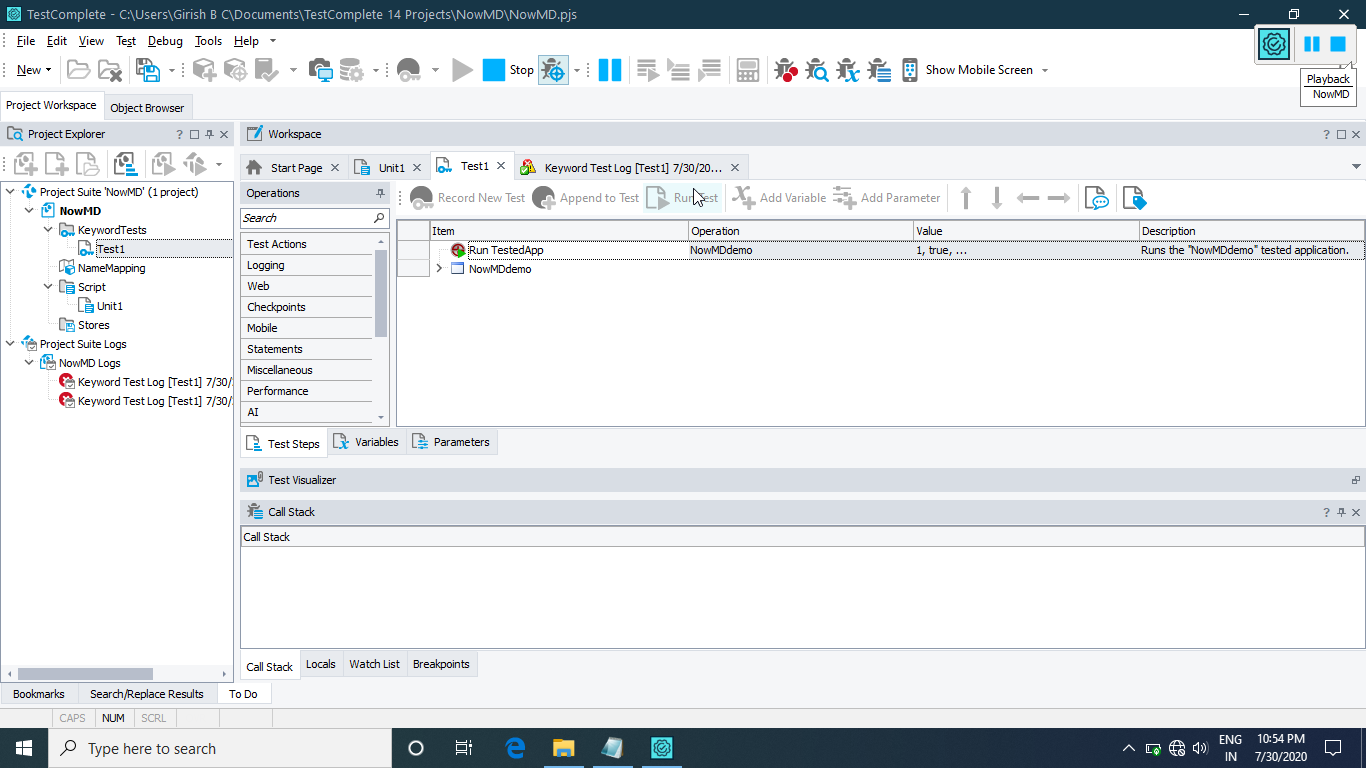 TestComplete - C:\Users\Girish B C\Documents\TestComplete 14 Projects\NowMD\NowMD.pjs
File Edit View Test Debug Tools Help
New Stop Show Mobile Screen
Playback
NowMD
Project Workspace Object Browser
Project Explorer
Workspace
Start Page Unit1 Test1 Keyword Test Log [Test1] 7/30/20...
Project Suite 'NowMD' (1 project)
NowMD
KeywordTests
Test1
NameMapping
Script
Unit1
Stores
Project Suite Logs
NowMD Logs
Keyword Test Log [Test1] 7/30/
Keyword Test Log [Test1] 7/30/
Operations
Search
Test Actions
Logging
Web
Checkpoints
Mobile
Statements
Miscellaneous
Performance
AI
Record New Test Append to Test Run Test Add Variable Add Parameter
Item Operation Value Description
Run TestedApp NowMDdemo 1, true, ... Runs the "NowMDdemo" tested application.
NowMDdemo
Test Steps Variables Parameters
Test Visualizer
Call Stack
Call Stack
Call Stack Locals Watch List Breakpoints
Bookmarks Search/Replace Results To Do
CAPS NUM SCRL
Type here to search
ENG
IN
10:54 PM
7/30/2020